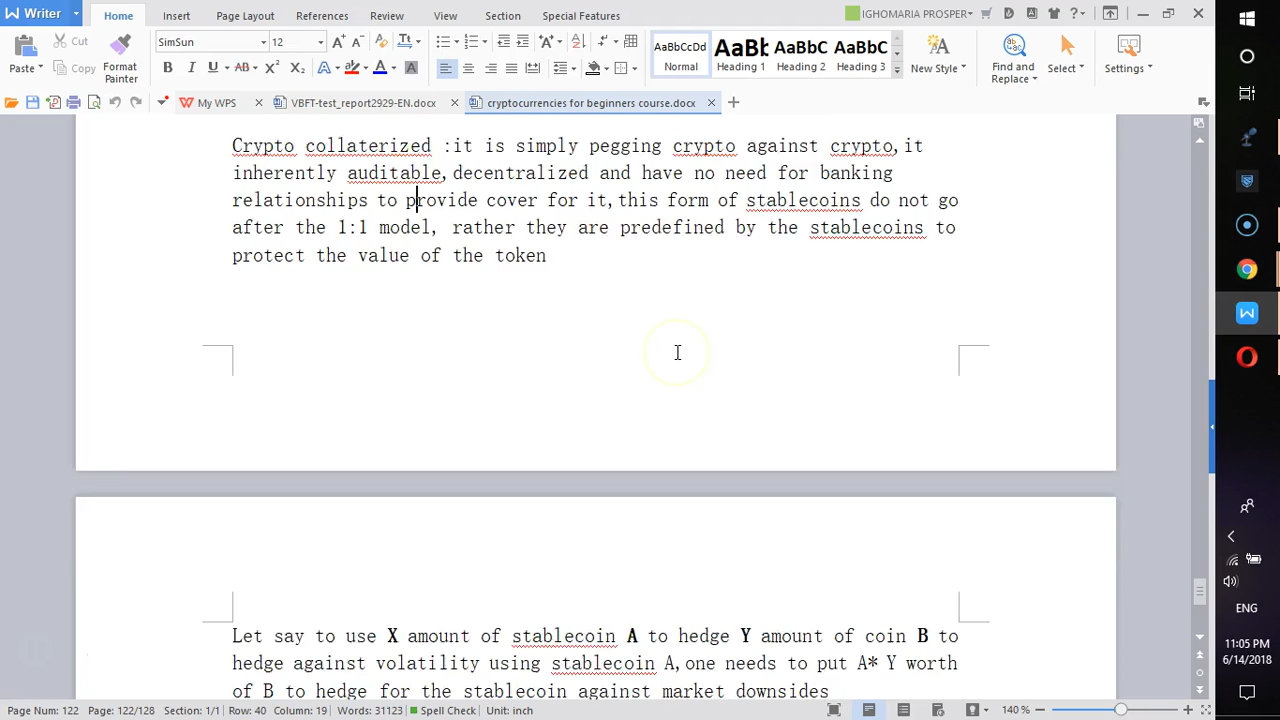 Writer
Home
Insert
Page Layout
References
Review
View
Section
Special Features
IGHOMARIA PROSPER
Paste
Cut
Copy
Format
Painter
SimSun
12
B I U AB X² X₂
AaBbCcDd
Normal
AaBb
Heading 1
AaBbC
Heading 2
AaBbC
Heading 3
New Style
Find and
Replace
Select
Settings
My WPS
VBFT-test_report2929-EN.docx
cryptocurrencies for beginners course.docx
Crypto collaterized :it is simply pegging crypto against crypto,it
inherently auditable,decentralized and have no need for banking
relationships to provide cover for it,this form of stablecoins do not go
after the 1:1 model, rather they are predefined by the stablecoins to
protect the value of the token
Let say to use X amount of stablecoin A to hedge Y amount of coin B to
hedge against volatility using stablecoin A,one needs to put A* Y worth
of B to hedge for the stablecoin against market downsides
Page Num: 122 Page: 122/128 Section: 1/1 Row: 40 Column: 19 Words: 31123 Spell Check Unit: inch
140 %
ENG
11:05 PM
6/14/2018